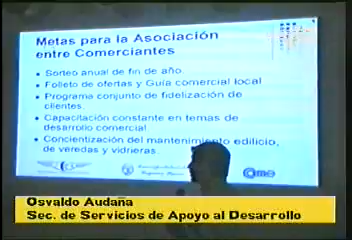 Metas para la Asociación
entre Comerciantes
• Sorteo anual de fin de año.
• Folleto de ofertas y Guía comercial local
• Programa conjunto de fidelización de
clientes.
• Capacitación constante en temas de
desarrollo comercial
• Concientización del mantenimiento edilicio,
de veredas y vidrieras.
came
Osvaldo Audaña
Sec. de Servicios de Apoyo al Desarrollo